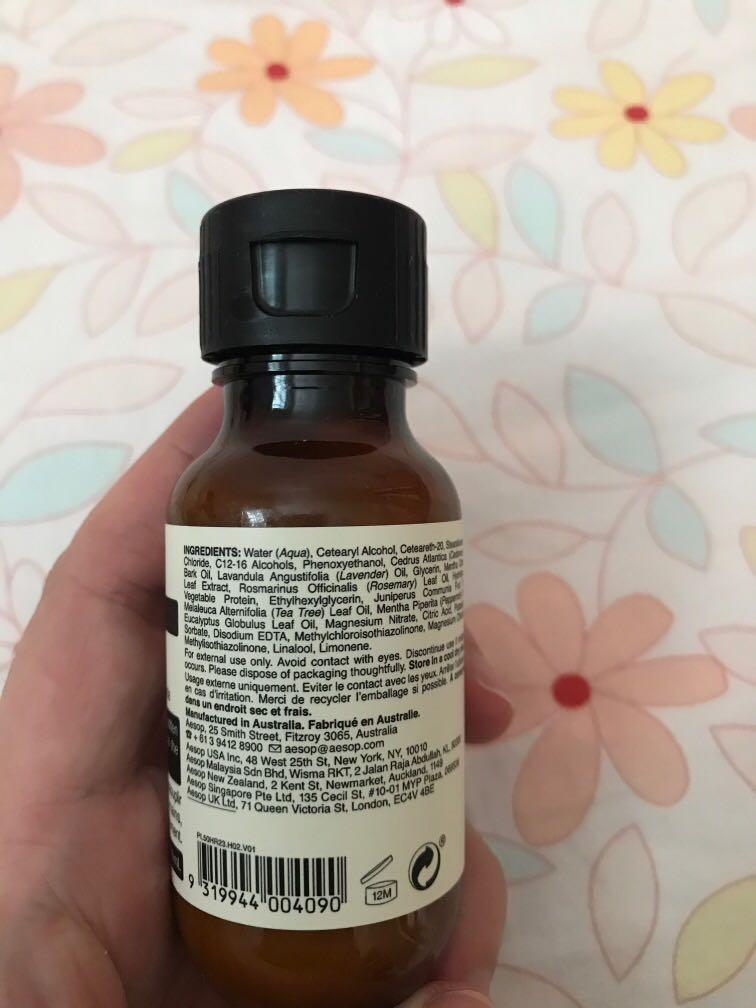 INGREDIENTS: Water (Aqua), Cetearyl Alcohol, Ceteareth-20,
Chloride, C12-16 Alcohols, Phenoxyethanol, Cedrus Atlantica
Bark Oil, Lavandula Angustifolia (Lavender) Oil, Glycerin, Mentha
Leaf Extract, Rosmarinus Officinalis (Rosemary) Leaf Oil,
Vegetable Protein, Ethylhexylglycerin, Juniperus Communis
Melaleuca Alternifolia (Tea Tree) Leaf Oil, Mentha Piperita
Eucalyptus Globulus Leaf Oil, Magnesium Nitrate, Citric Acid,
Sorbate, Disodium EDTA, Methylchloroisothiazolinone, Magnesium
Methylisothiazolinone, Linalool, Limonene.
For external use only. Avoid contact with eyes. Discontinue use
occurs. Please dispose of packaging thoughtfully. Store in a cool
Usage externe uniquement. Eviter le contact avec les yeux.
en cas d'irritation. Merci de recycler l'emballage si possible.
dans un endroit sec et frais.
Manufactured in Australia. Fabriqué en Australie.
Aesop, 25 Smith Street, Fitzroy 3065, Australia
☎ + 61 3 9412 8900 ✉ aesop@aesop.com
Aesop USA Inc, 48 West 25th St, New York, NY, 10010
Aesop Malaysia Sdn Bhd, Wisma RKT, 2 Jalan Raja Abdullah, KL
Aesop New Zealand, 2 Kent St, Newmarket, Auckland, 1149
Aesop Singapore Pte Ltd, 135 Cecil St, #10-01 MYP Plaza,
Aesop UK Ltd, 71 Queen Victoria St, London, EC4V 4BE
PL50HR23.H02.V01
9 319944 004090
12M
®